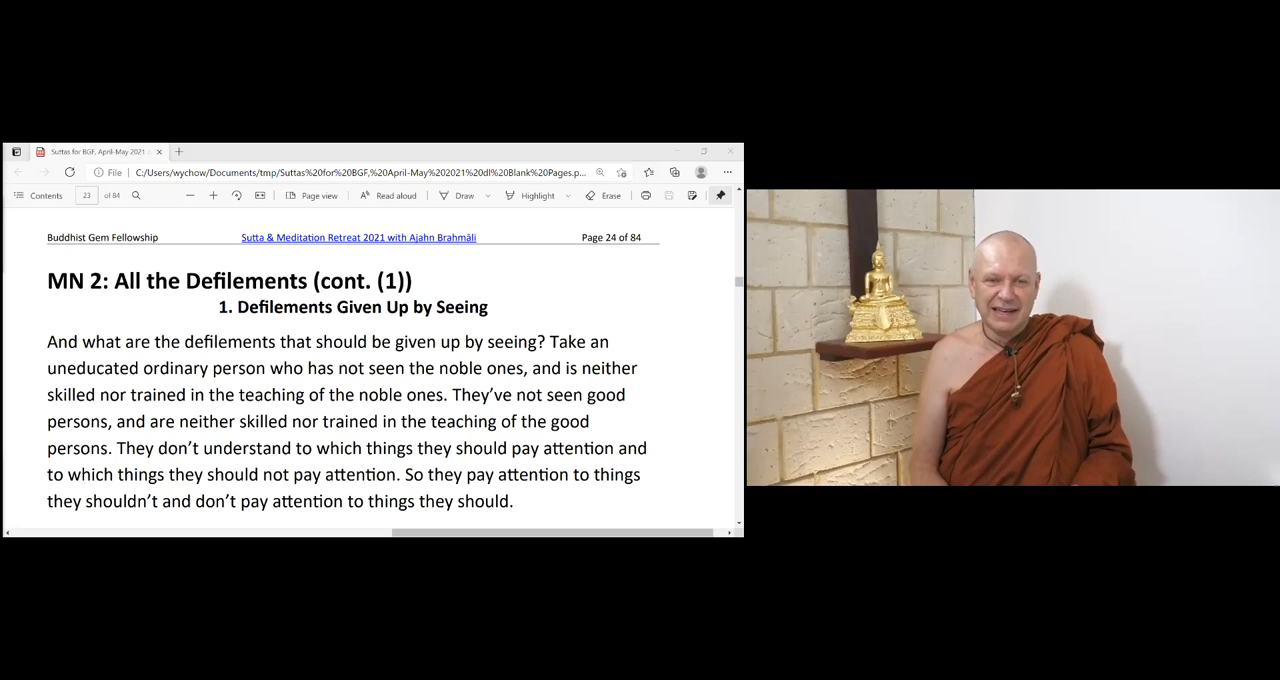 Suttas for BGF, April-May 2021
File
C:/Users/wychow/Documents/tmp/Suttas%20for%20BGF,%20April-May%202021%20dl%20Blank%20Pages.p...
Contents
23
of 84
Page view
Read aloud
Draw
Highlight
Erase
Buddhist Gem Fellowship
Sutta & Meditation Retreat 2021 with Ajahn Brahmāli
Page 24 of 84
MN 2: All the Defilements (cont. (1))
1. Defilements Given Up by Seeing
And what are the defilements that should be given up by seeing? Take an
uneducated ordinary person who has not seen the noble ones, and is neither
skilled nor trained in the teaching of the noble ones. They’ve not seen good
persons, and are neither skilled nor trained in the teaching of the good
persons. They don’t understand to which things they should pay attention and
to which things they should not pay attention. So they pay attention to things
they shouldn’t and don’t pay attention to things they should.